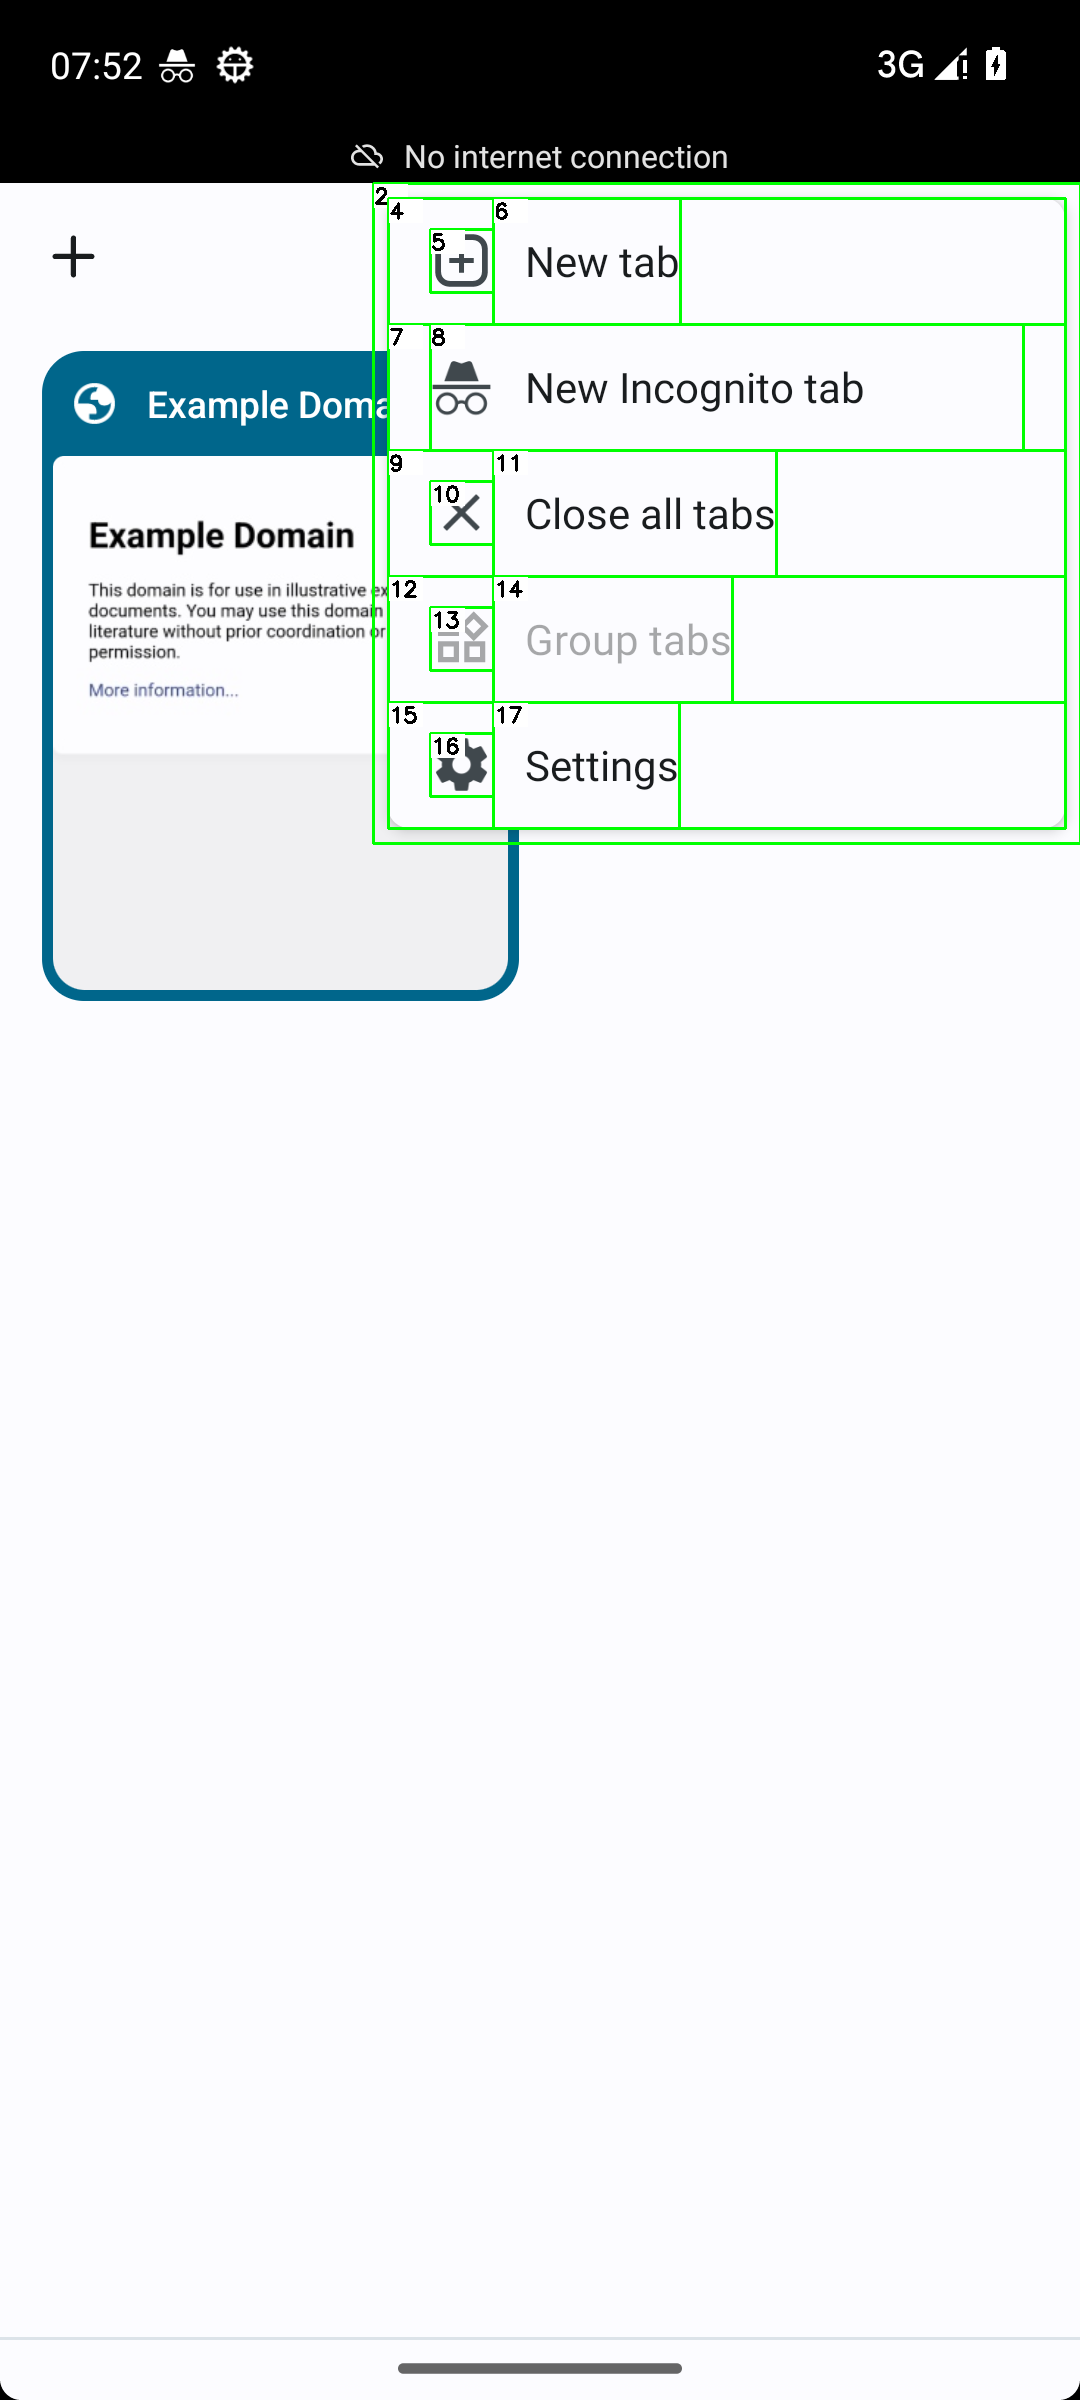 07:52
3G
No internet connection
2
4
6
5
New tab
7
8
New Incognito tab
Example Doma
9
11
10
Close all tabs
Example Domain
This domain is for use in illustrative ex
documents. You may use this domain
literature without prior coordination or
permission.
More information...
12
14
13
Group tabs
15
17
16
Settings